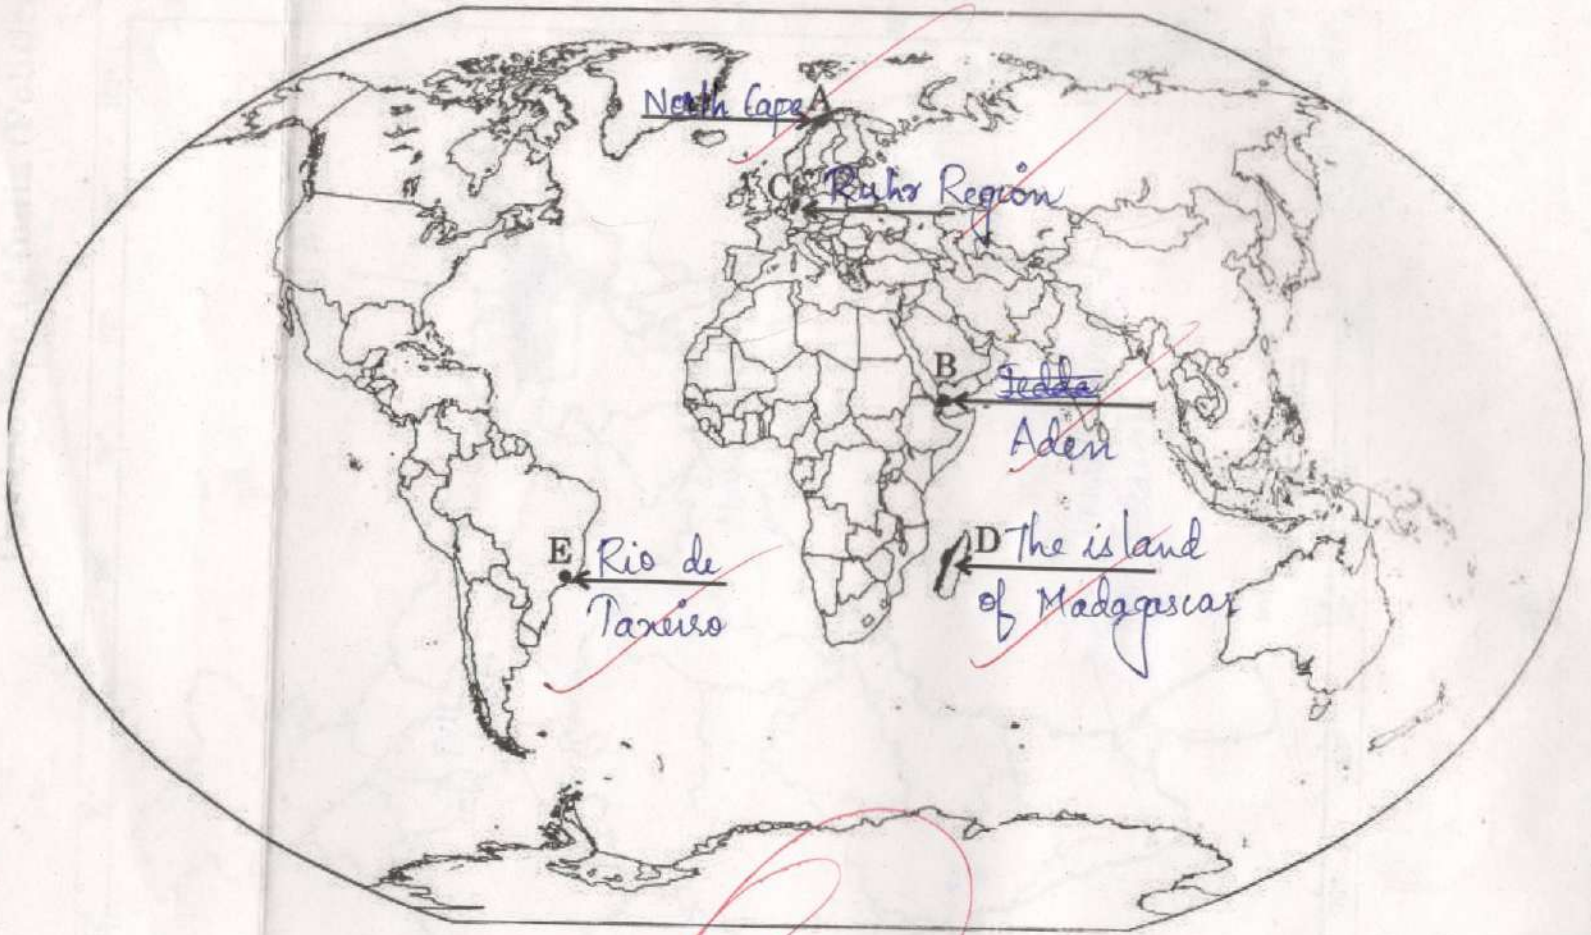 North Cape A
C Ruhr Region
B Jedda
Aden
D The island
of Madagascar
E Rio de
Janeiro